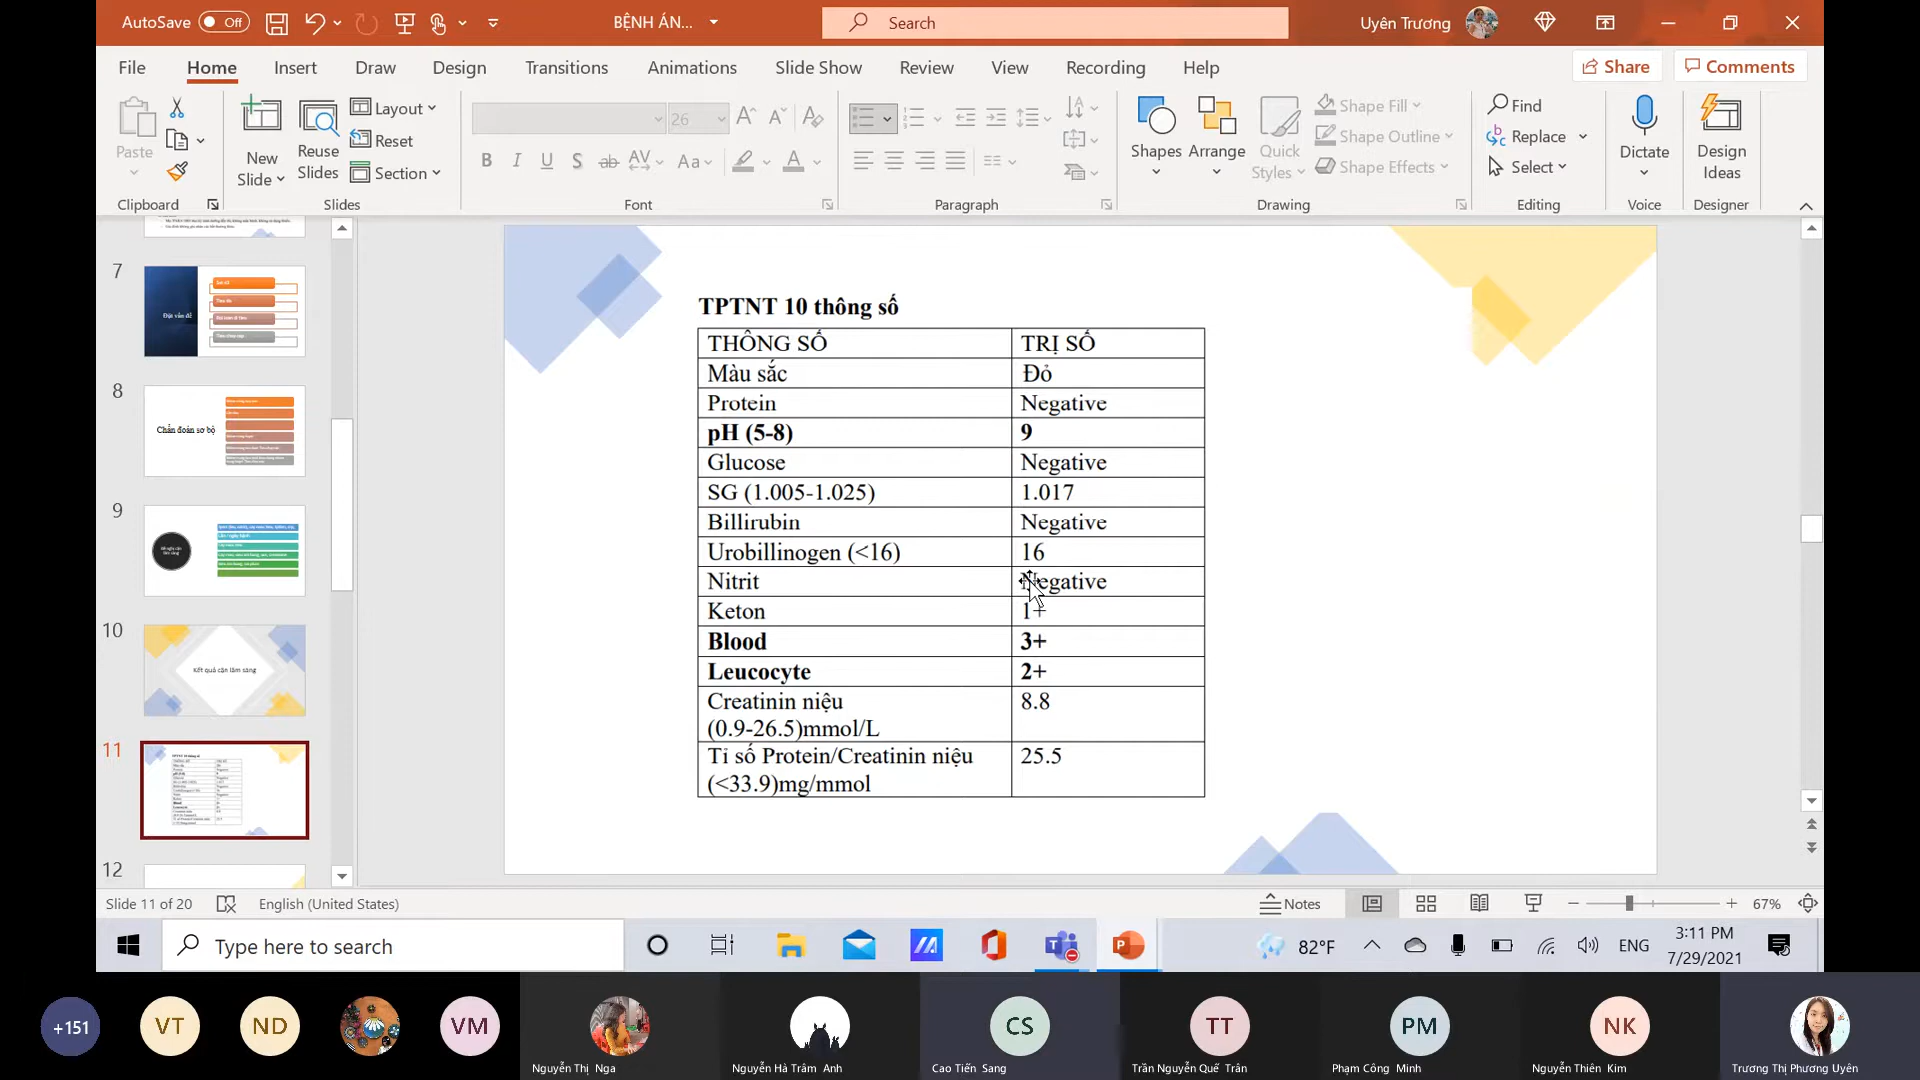 AutoSave Off
BỆNH ÁN...
Search
Uyên Trương
File Home Insert Draw Design Transitions Animations Slide Show Review View Recording Help
Share Comments
Paste
New Slide
Reuse Slides
Layout
Reset
Section
26
Shapes
Arrange
Quick Styles
Shape Fill
Shape Outline
Shape Effects
Find
Replace
Select
Dictate
Design Ideas
Clipboard Slides Font Paragraph Drawing Editing Voice Designer
7
Đặt vấn đề
8
Chẩn đoán sơ bộ
9
10
Kết quả cận lâm sàng
11
12
TPTNT 10 thông số
THÔNG SỐ TRỊ SỐ
Màu sắc Đỏ
Protein Negative
pH (5-8) 9
Glucose Negative
SG (1.005-1.025) 1.017
Billirubin Negative
Urobillinogen (<16) 16
Nitrit Negative
Keton 1+
Blood 3+
Leucocyte 2+
Creatinin niệu 8.8
(0.9-26.5)mmol/L
Tỉ số Protein/Creatinin niệu 25.5
(<33.9)mg/mmol
Slide 11 of 20 English (United States) Notes 67%
Type here to search
82°F ENG
3:11 PM
7/29/2021
+151 VT ND VM CS TT PM NK
Nguyễn Thị Nga
Nguyễn Hà Trâm Anh
Cao Tiến Sang
Trần Nguyễn Quế Trân
Phạm Công Minh
Nguyễn Thiên Kim
Trương Thị Phương Uyên